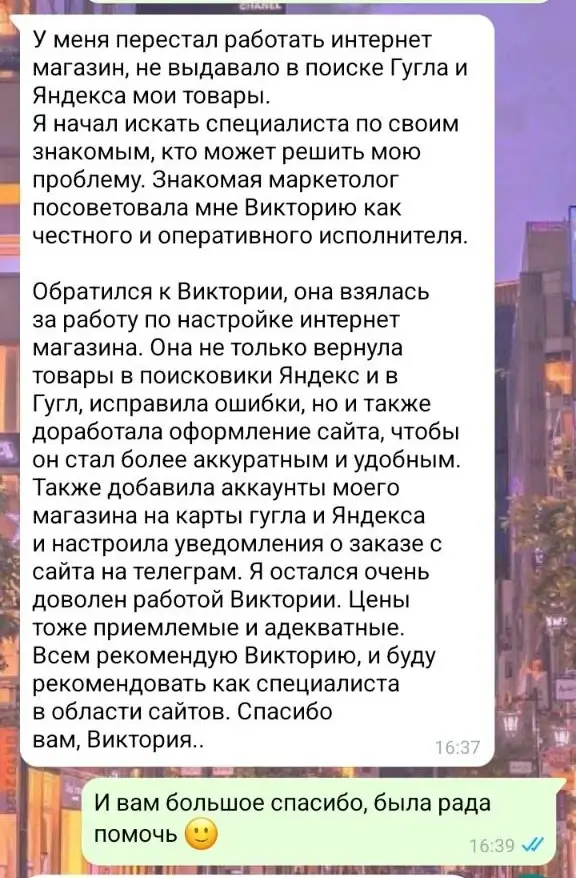 CHANEL
У меня перестал работать интернет
магазин, не выдавало в поиске Гугла и
Яндекса мои товары.
Я начал искать специалиста по своим
знакомым, кто может решить мою
проблему. Знакомая маркетолог
посоветовала мне Викторию как
честного и оперативного исполнителя.
Обратился к Виктории, она взялась
за работу по настройке интернет
магазина. Она не только вернула
товары в поисковики Яндекс и в
Гугл, исправила ошибки, но и также
доработала оформление сайта, чтобы
он стал более аккуратным и удобным.
Также добавила аккаунты моего
магазина на карты гугла и Яндекса
и настроила уведомления о заказе с
сайта на телеграм. Я остался очень
доволен работой Виктории. Цены
тоже приемлемые и адекватные.
Всем рекомендую Викторию, и буду
рекомендовать как специалиста
в области сайтов. Спасибо
вам, Виктория..
16:37
И вам большое спасибо, была рада
помочь 🙂
16:39